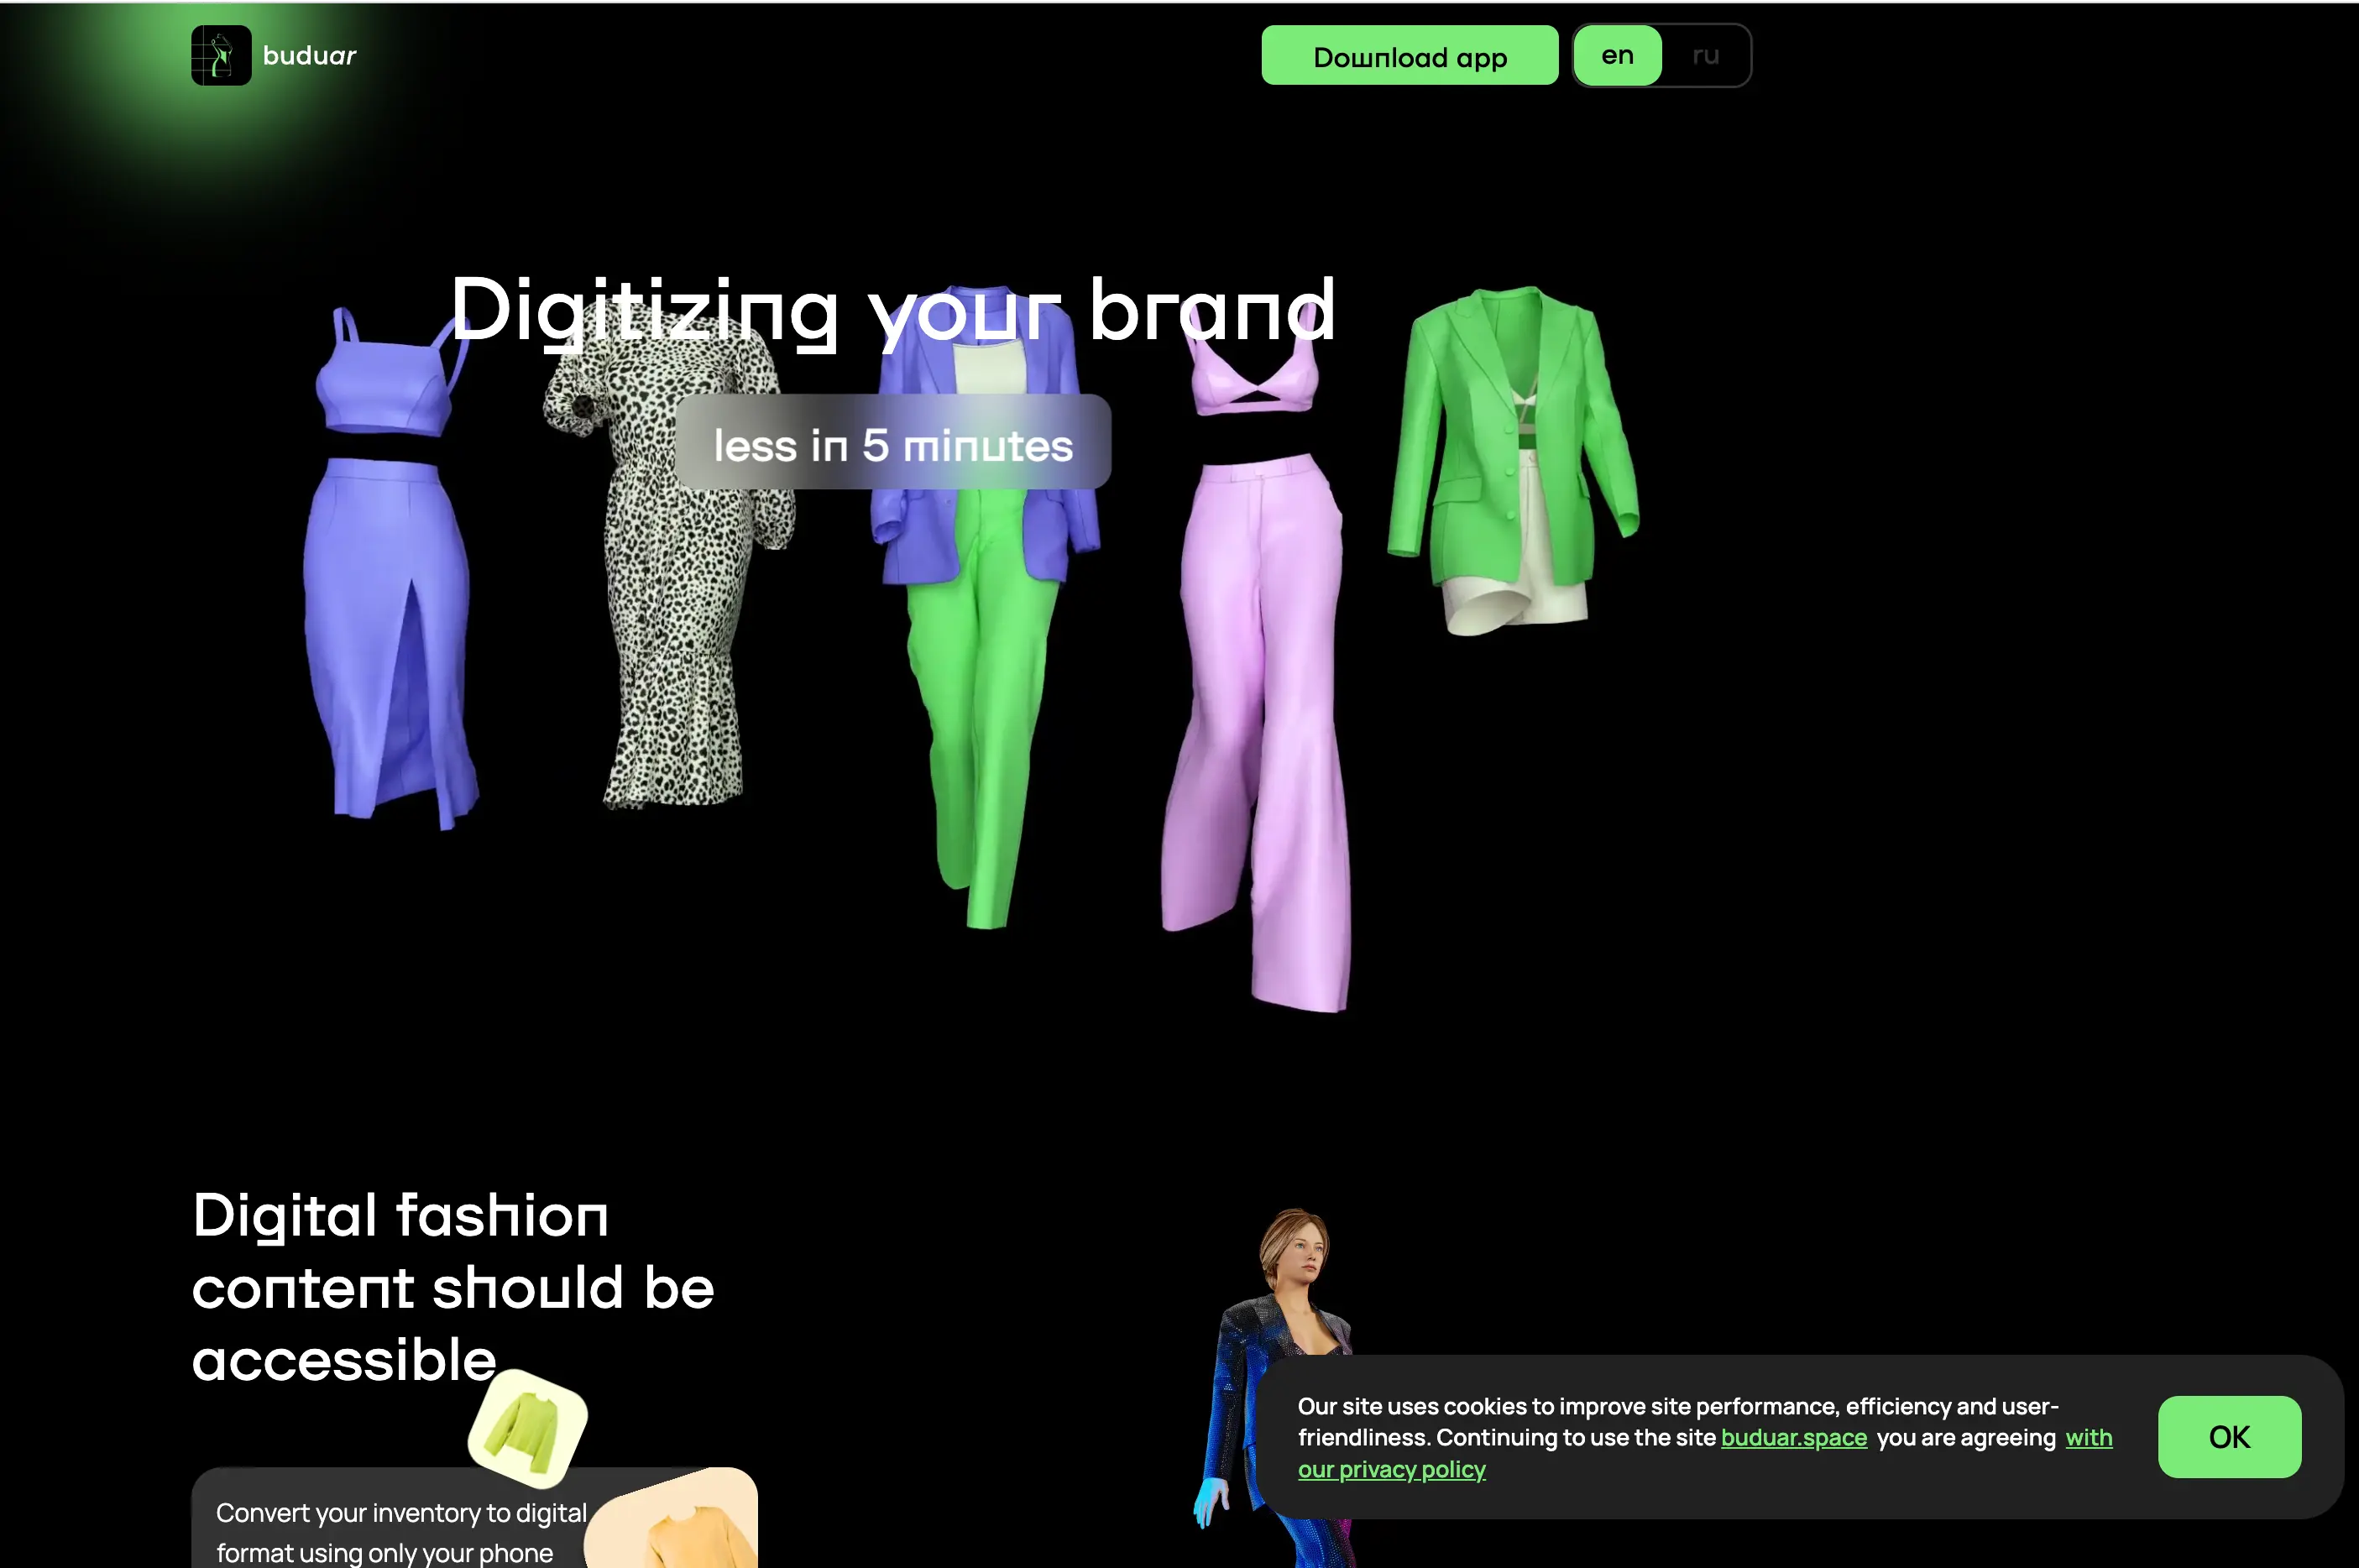 buduar
Download app
en
ru
Digitizing your brand
less in 5 minutes
Digital fashion
content should be
accessible
Convert your inventory to digital
format using only your phone
Our site uses cookies to improve site performance, efficiency and user-
friendliness. Continuing to use the site buduar.space you are agreeing with
our privacy policy
OK